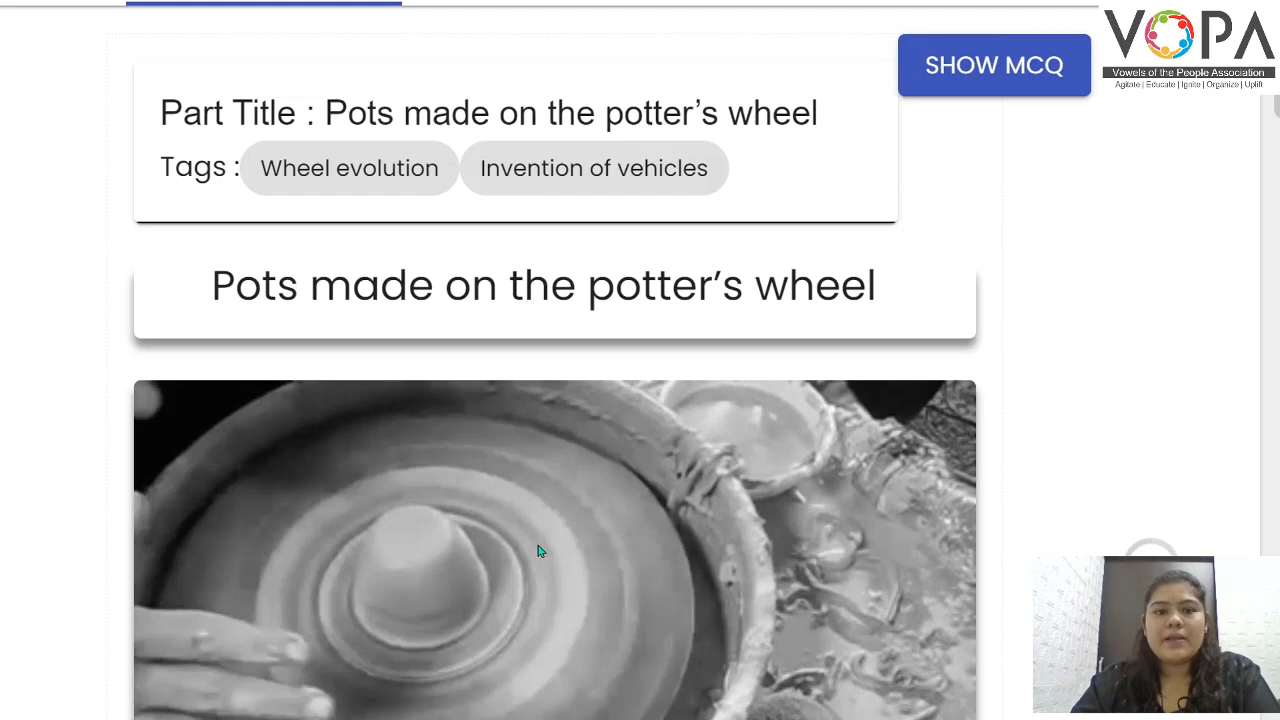 SHOW MCQ
VOPA
Vowels of the People Association
Agitate | Educate | Ignite | Organize | Uplift
Part Title : Pots made on the potter’s wheel
Tags : Wheel evolution Invention of vehicles
Pots made on the potter’s wheel